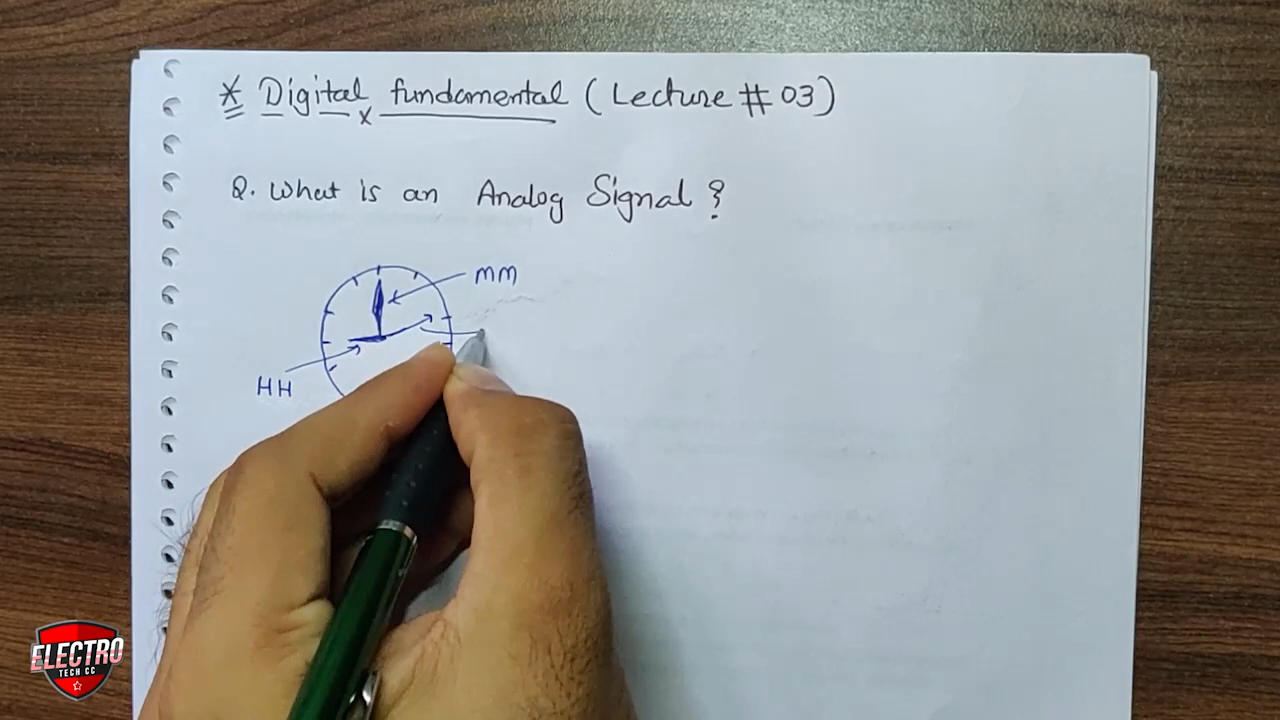 * Digital fundamental (Lecture # 03)
x
Q. What is an Analog Signal ?
MM
HH
ELECTRO
TECH CC